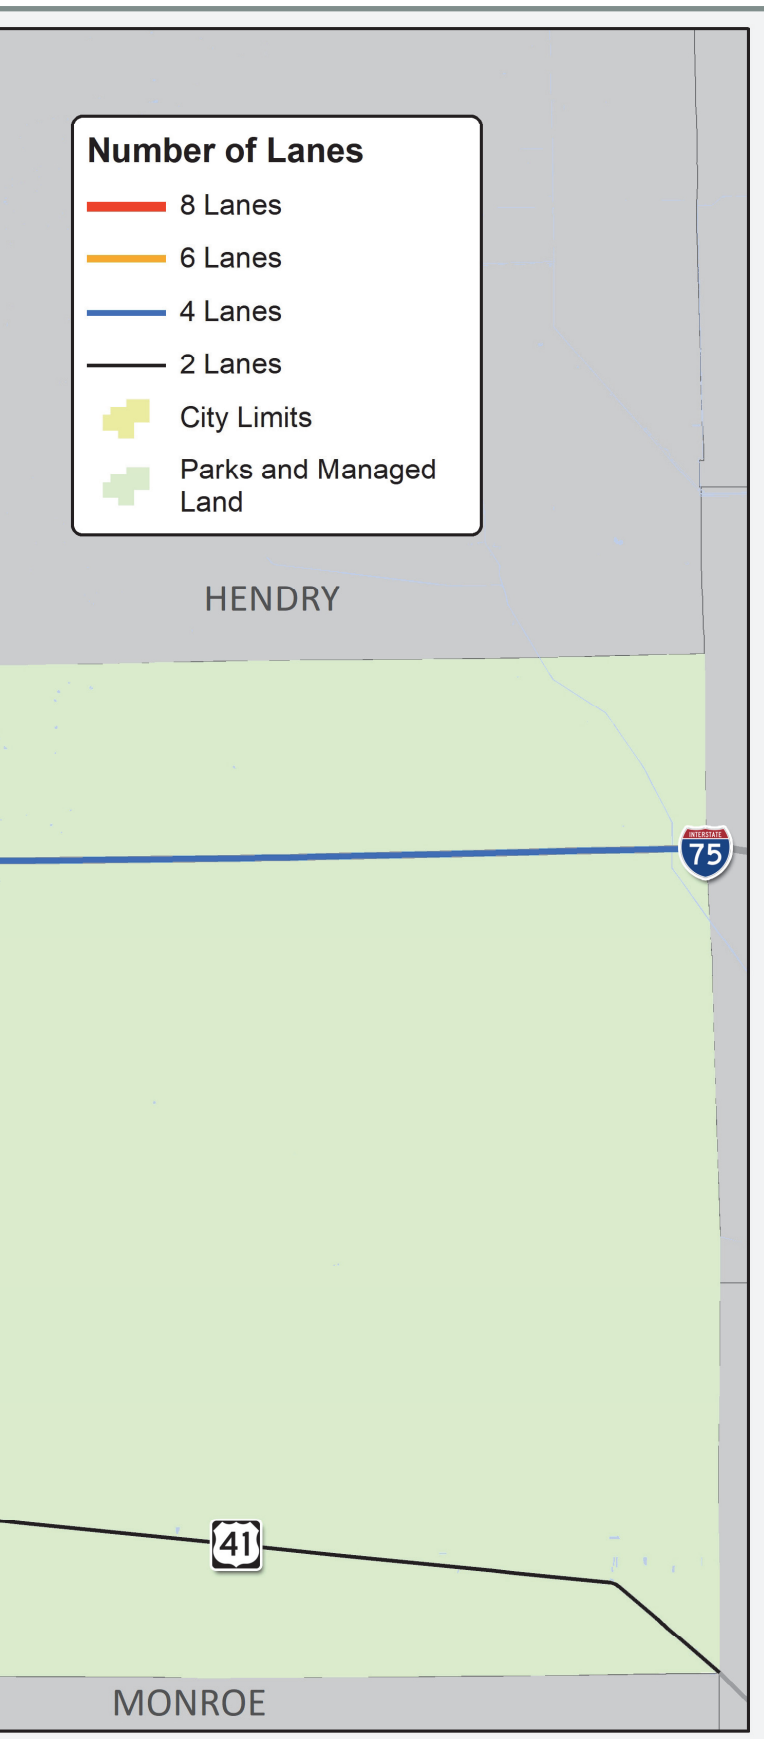 Number of Lanes
8 Lanes
6 Lanes
4 Lanes
2 Lanes
City Limits
Parks and Managed
Land
HENDRY
INTERSTATE
75
41
MONROE